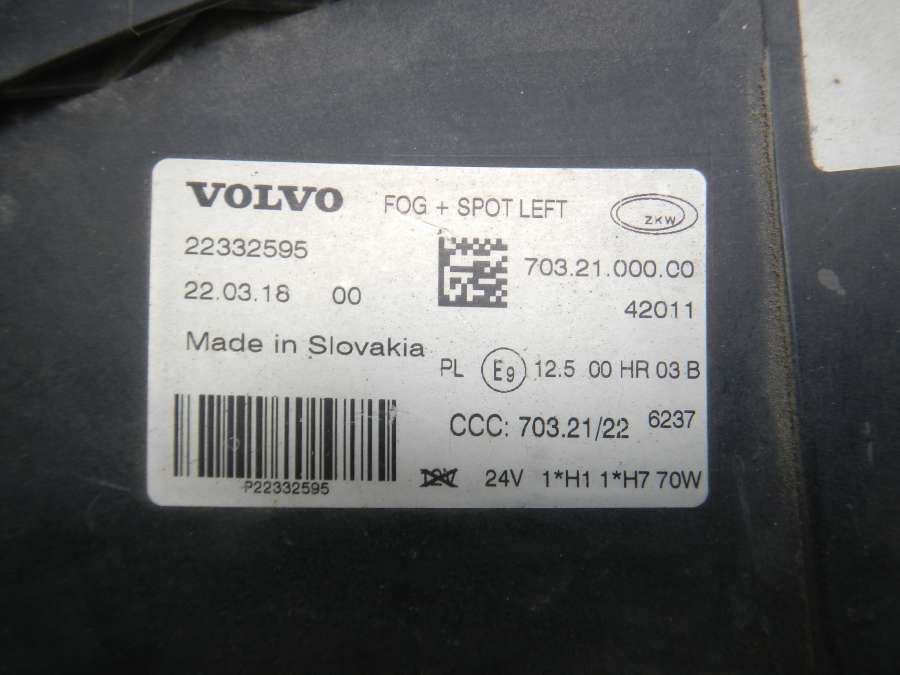 VOLVO FOG + SPOT LEFT ZKW
22332595
703.21.000.00
22.03.18 00
42011
Made in Slovakia
PL E9 12.5 00 HR 03 B
CCC: 703.21/22 6237
P22332595
12V 24V 1*H1 1*H7 70W